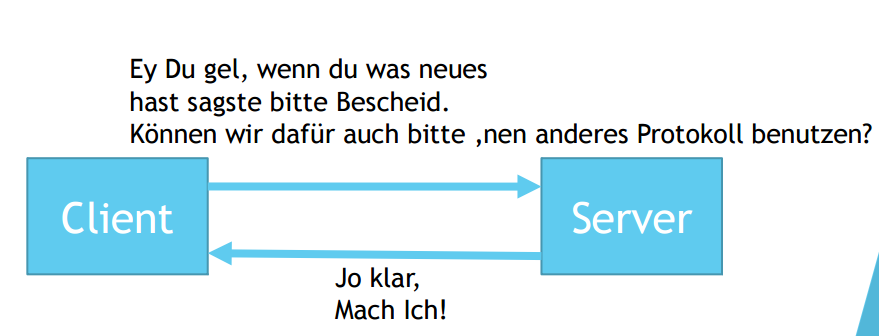 Ey Du gel, wenn du was neues
hast sagste bitte Bescheid.
Können wir dafür auch bitte ‚nen anderes Protokoll benutzen?
Client
Server
Jo klar,
Mach Ich!